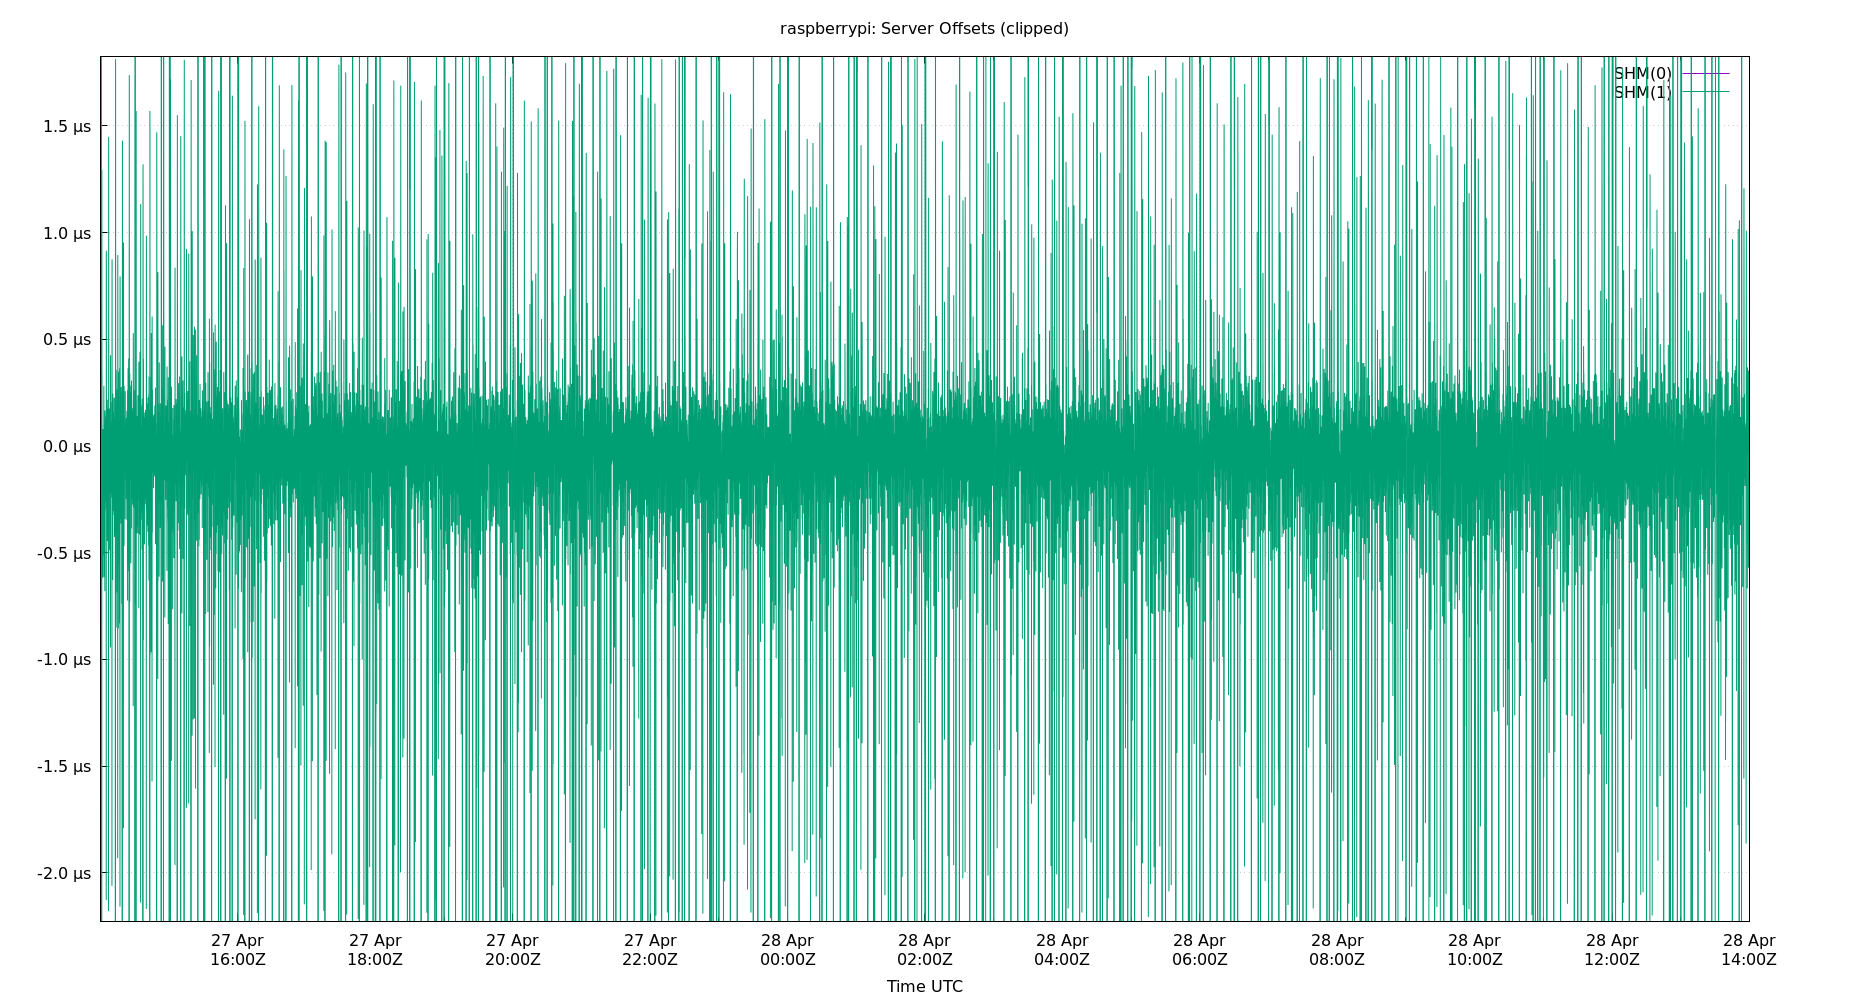 raspberrypi: Server Offsets (clipped)
SHM(0)
SHM(1)
1.5 µs
1.0 µs
0.5 µs
0.0 µs
-0.5 µs
-1.0 µs
-1.5 µs
-2.0 µs
27 Apr 27 Apr 27 Apr 27 Apr 28 Apr 28 Apr 28 Apr 28 Apr 28 Apr 28 Apr 28 Apr 28 Apr
16:00Z 18:00Z 20:00Z 22:00Z 00:00Z 02:00Z 04:00Z 06:00Z 08:00Z 10:00Z 12:00Z 14:00Z
Time UTC